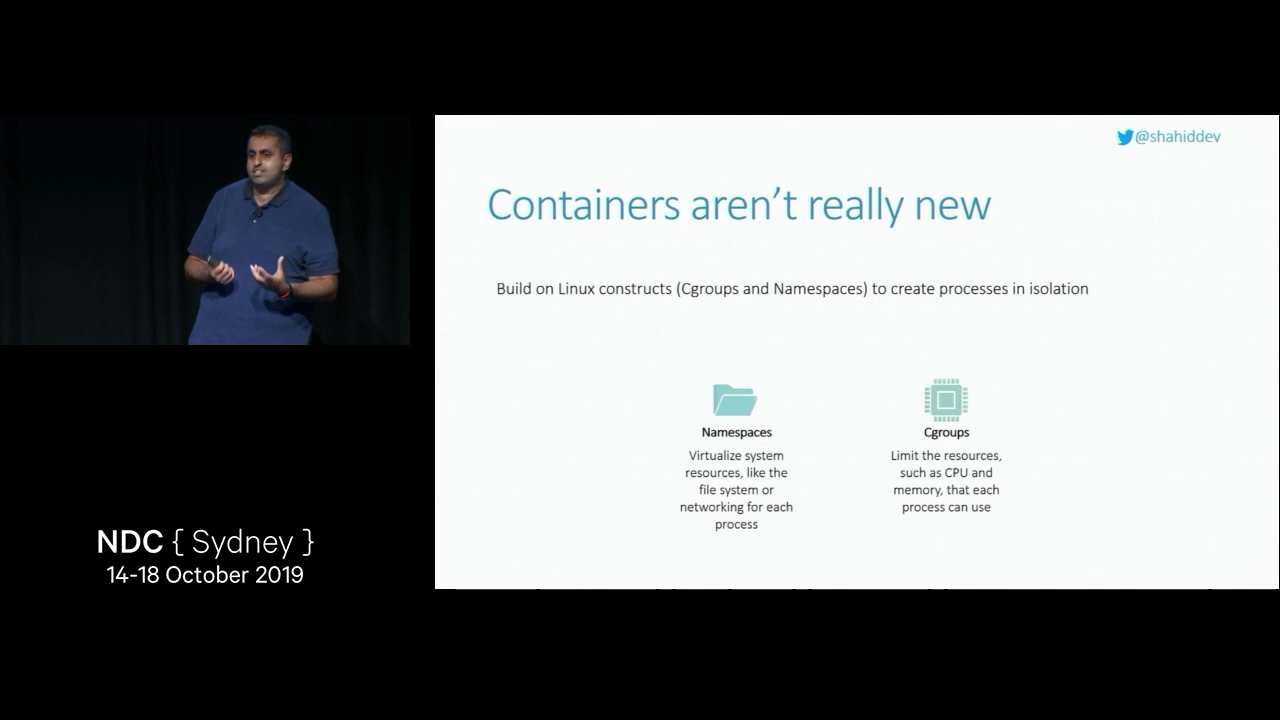 @shahiddev
Containers aren't really new
Build on Linux constructs (Cgroups and Namespaces) to create processes in isolation
Namespaces
Virtualize system
resources, like the
file system or
networking for each
process
Cgroups
Limit the resources,
such as CPU and
memory, that each
process can use
NDC { Sydney }
14-18 October 2019